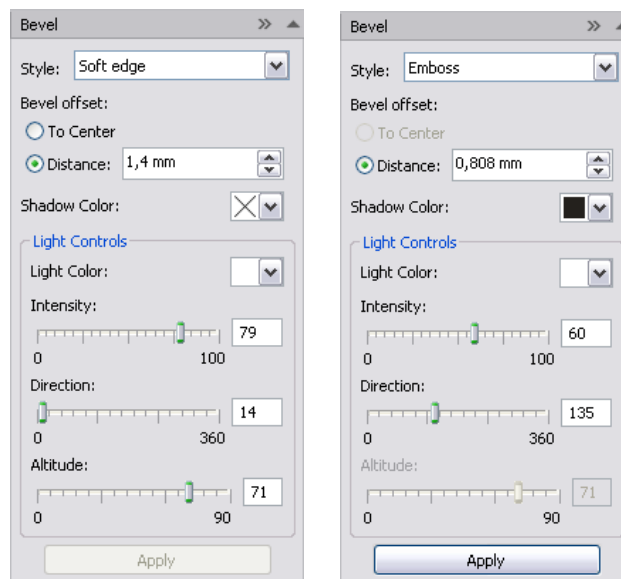 Bevel
Style: Soft edge
Bevel offset:
To Center
Distance: 1,4 mm
Shadow Color:
Light Controls
Light Color:
Intensity:
79
0 100
Direction:
14
0 360
Altitude:
71
0 90
Apply
Bevel
Style: Emboss
Bevel offset:
To Center
Distance: 0,808 mm
Shadow Color:
Light Controls
Light Color:
Intensity:
60
0 100
Direction:
135
0 360
Altitude:
71
0 90
Apply